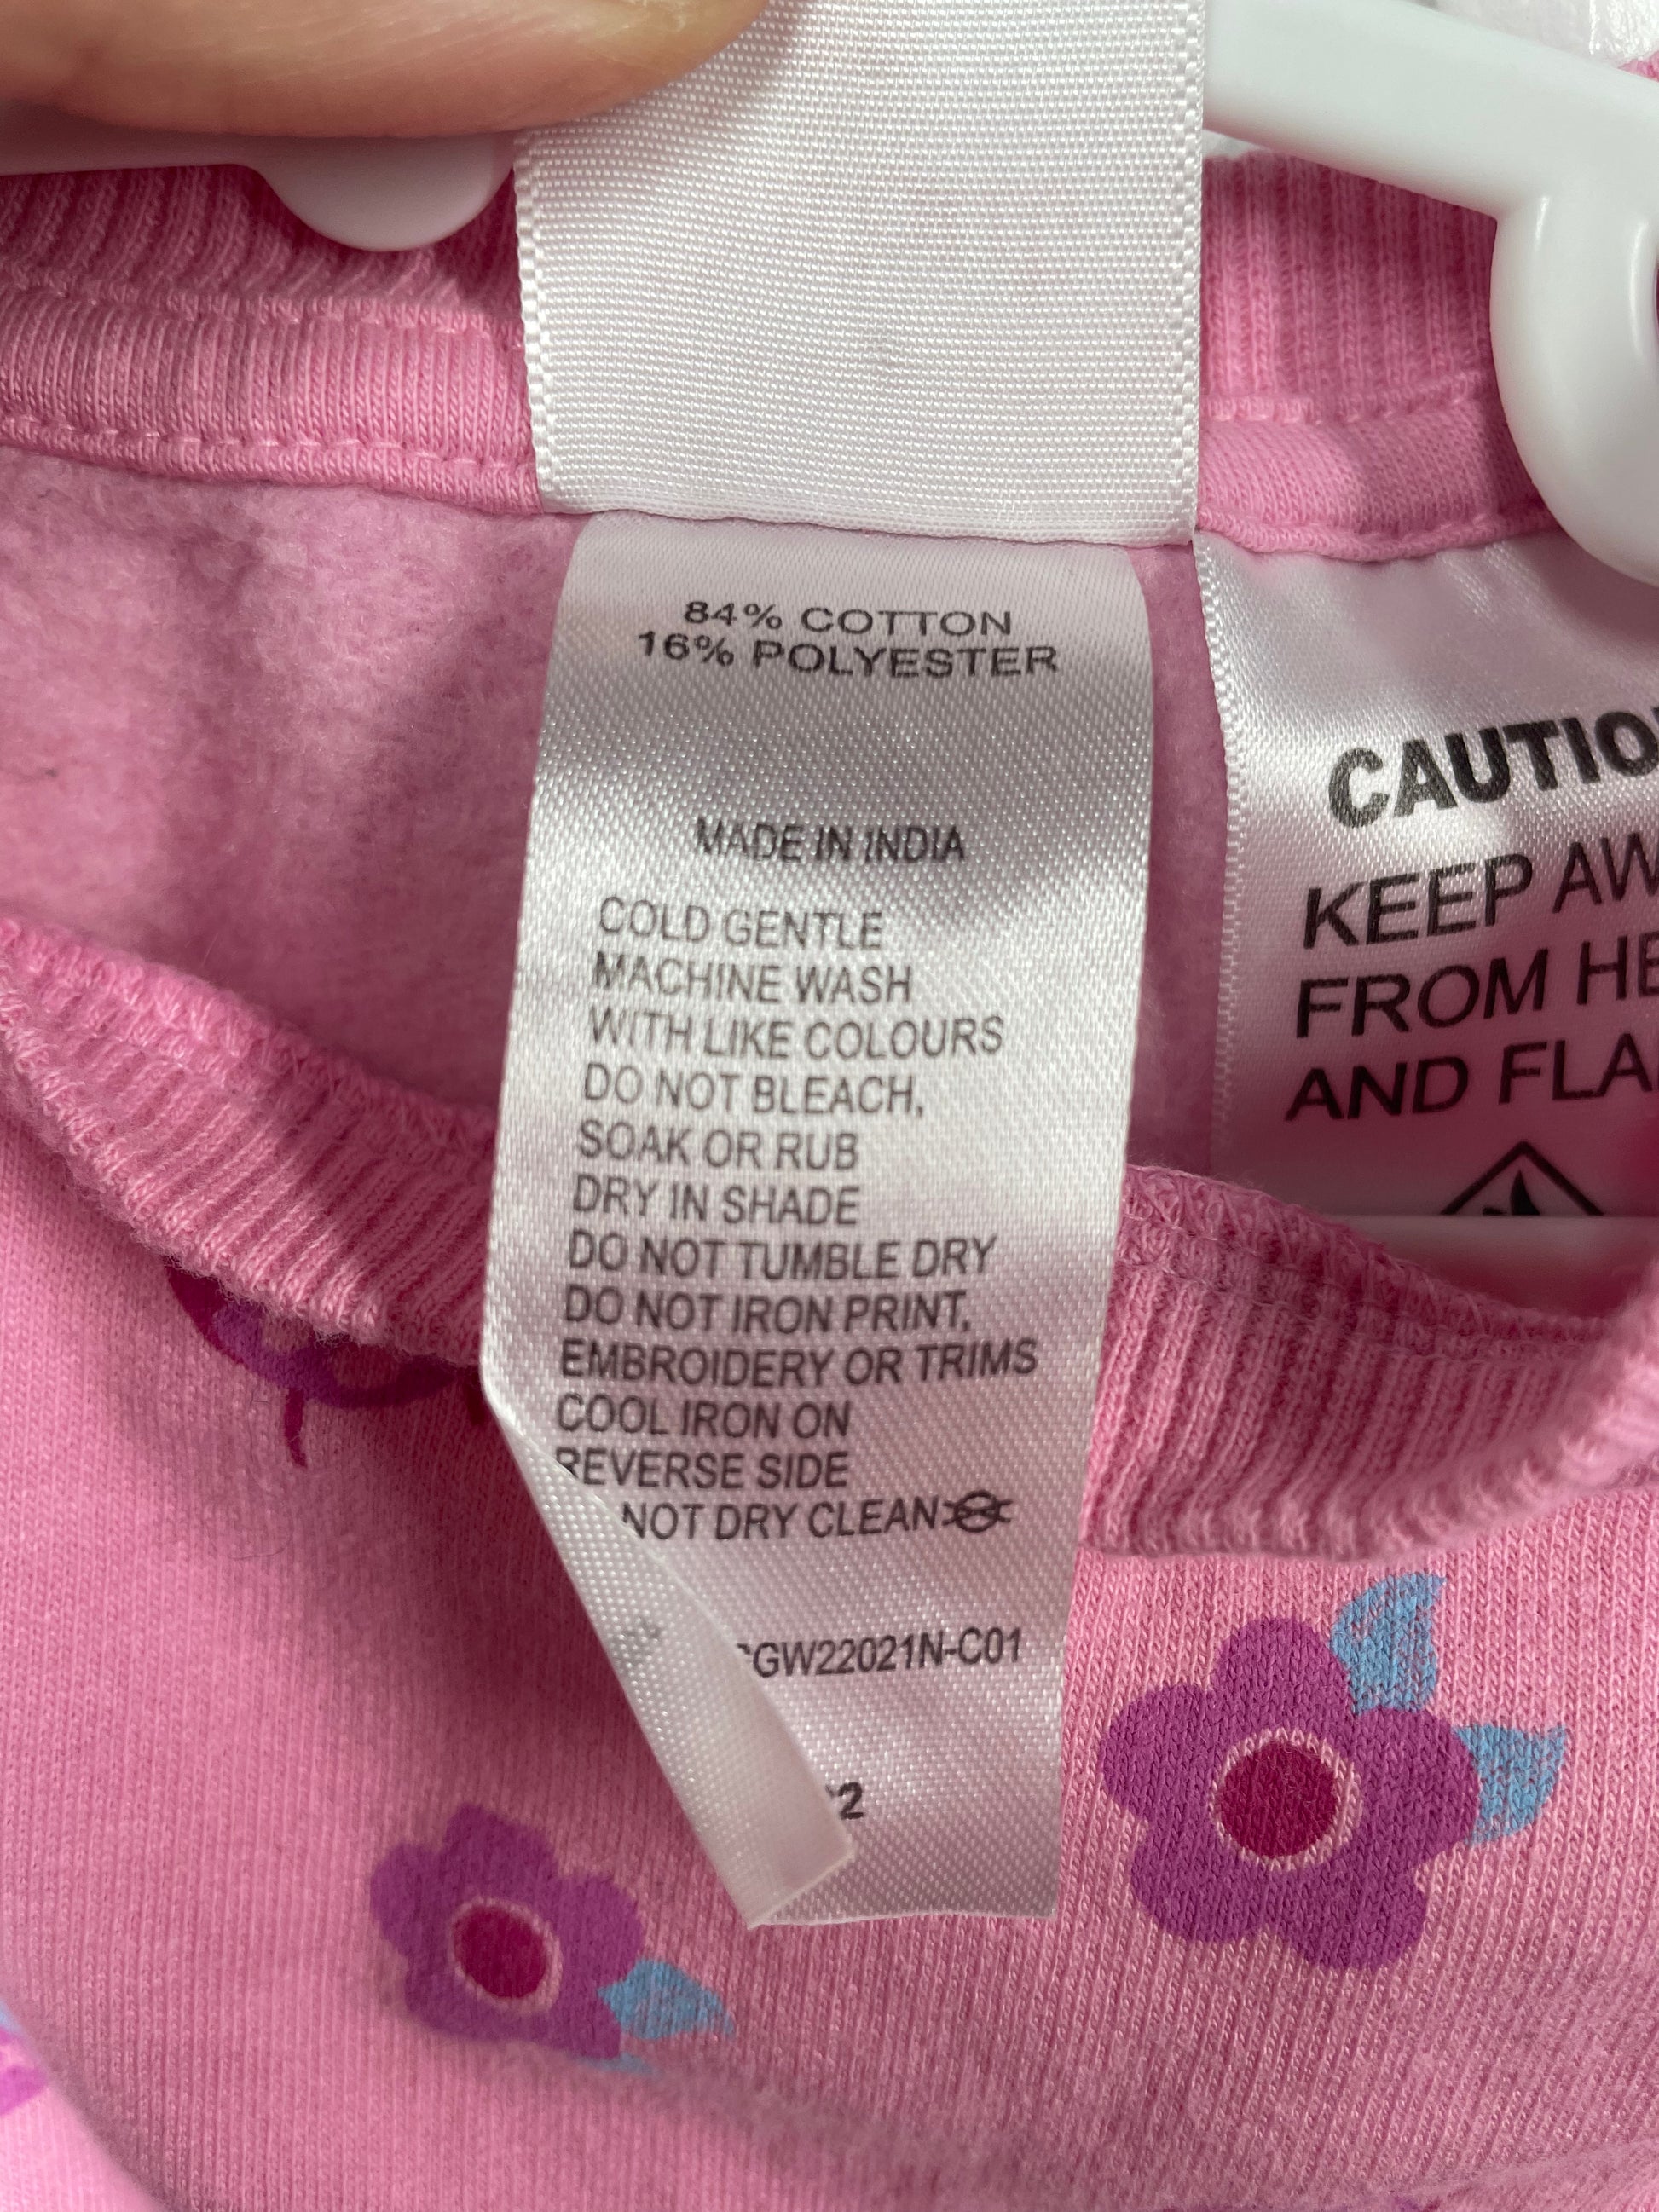 84% COTTON
16% POLYESTER
MADE IN INDIA
COLD GENTLE
MACHINE WASH
WITH LIKE COLOURS
DO NOT BLEACH,
SOAK OR RUB
DRY IN SHADE
DO NOT TUMBLE DRY
DO NOT IRON PRINT,
EMBROIDERY OR TRIMS
COOL IRON ON
REVERSE SIDE
NOT DRY CLEAN
GW22021N-C01
2
CAUTIO
KEEP AW
FROM HE
AND FLA